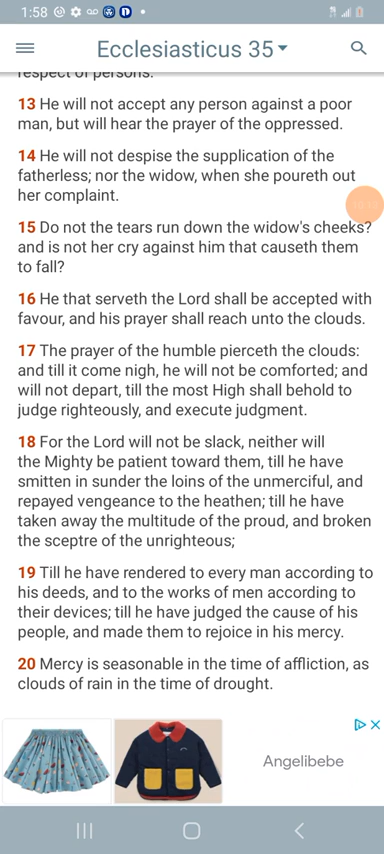 1:58
Ecclesiasticus 35
respect of persons.
13 He will not accept any person against a poor
man, but will hear the prayer of the oppressed.
14 He will not despise the supplication of the
fatherless; nor the widow, when she poureth out
her complaint.
15 Do not the tears run down the widow's cheeks?
and is not her cry against him that causeth them
to fall?
16 He that serveth the Lord shall be accepted with
favour, and his prayer shall reach unto the clouds.
17 The prayer of the humble pierceth the clouds:
and till it come nigh, he will not be comforted; and
will not depart, till the most High shall behold to
judge righteously, and execute judgment.
18 For the Lord will not be slack, neither will
the Mighty be patient toward them, till he have
smitten in sunder the loins of the unmerciful, and
repayed vengeance to the heathen; till he have
taken away the multitude of the proud, and broken
the sceptre of the unrighteous;
19 Till he have rendered to every man according to
his deeds, and to the works of men according to
their devices; till he have judged the cause of his
people, and made them to rejoice in his mercy.
20 Mercy is seasonable in the time of affliction, as
clouds of rain in the time of drought.
Angelibebe